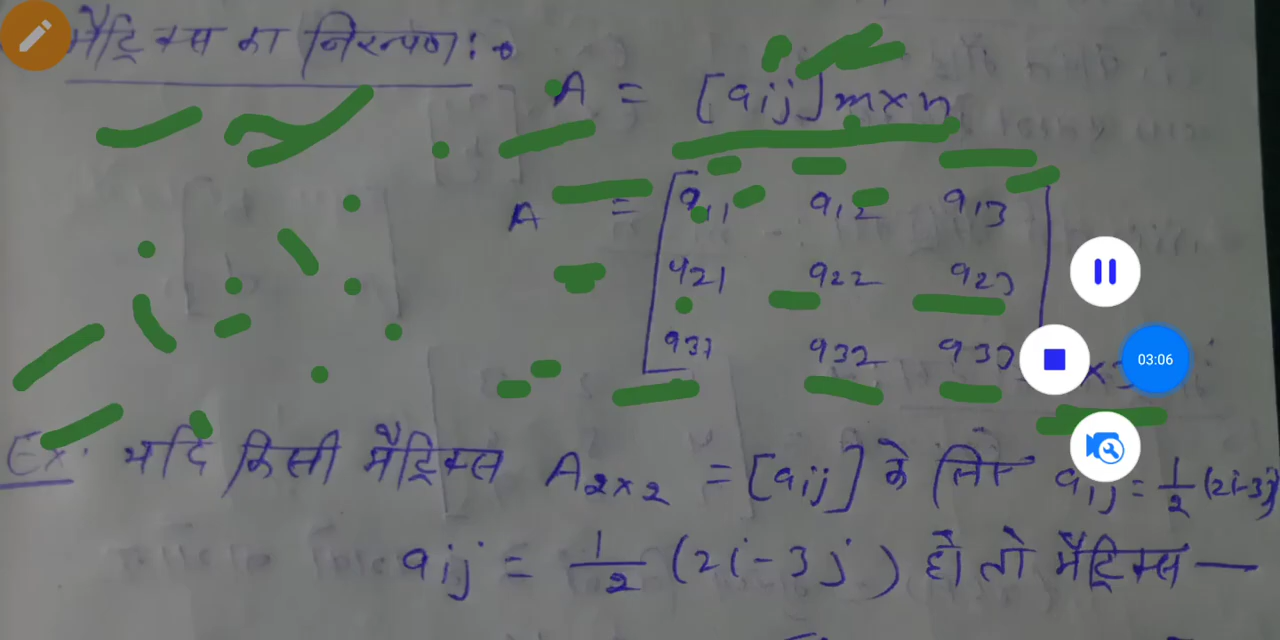 मैट्रिक्स का निरूपण :-
A = [aij]m×n
A = [a11 a12 a13
a21 a22 a23
a31 a32 a33] ×3
03:06
Ex. यदि किसी मैट्रिक्स A2×2 = [aij] के लिए aij = 1/2 (2i-3j)
aij = 1/2 (2i-3j) हो तो मैट्रिक्स —